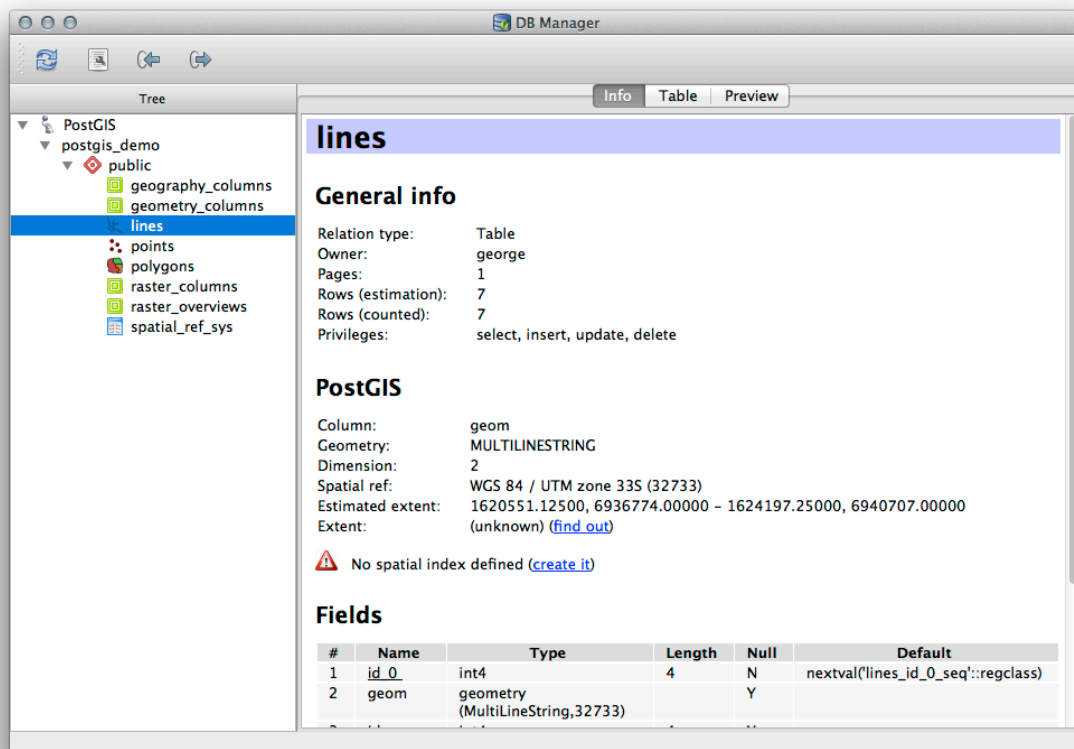 DB Manager
Tree
Info Table Preview
PostGIS
postgis_demo
public
geography_columns
geometry_columns
lines
points
polygons
raster_columns
raster_overviews
spatial_ref_sys
lines
General info
Relation type: Table
Owner: george
Pages: 1
Rows (estimation): 7
Rows (counted): 7
Privileges: select, insert, update, delete
PostGIS
Column: geom
Geometry: MULTILINESTRING
Dimension: 2
Spatial ref: WGS 84 / UTM zone 33S (32733)
Estimated extent: 1620551.12500, 6936774.00000 - 1624197.25000, 6940707.00000
Extent: (unknown) (find out)
No spatial index defined (create it)
Fields
# Name Type Length Null Default
1 id_0 int4 4 N nextval('lines_id_0_seq'::regclass)
2 geom geometry Y
(MultiLineString,32733)